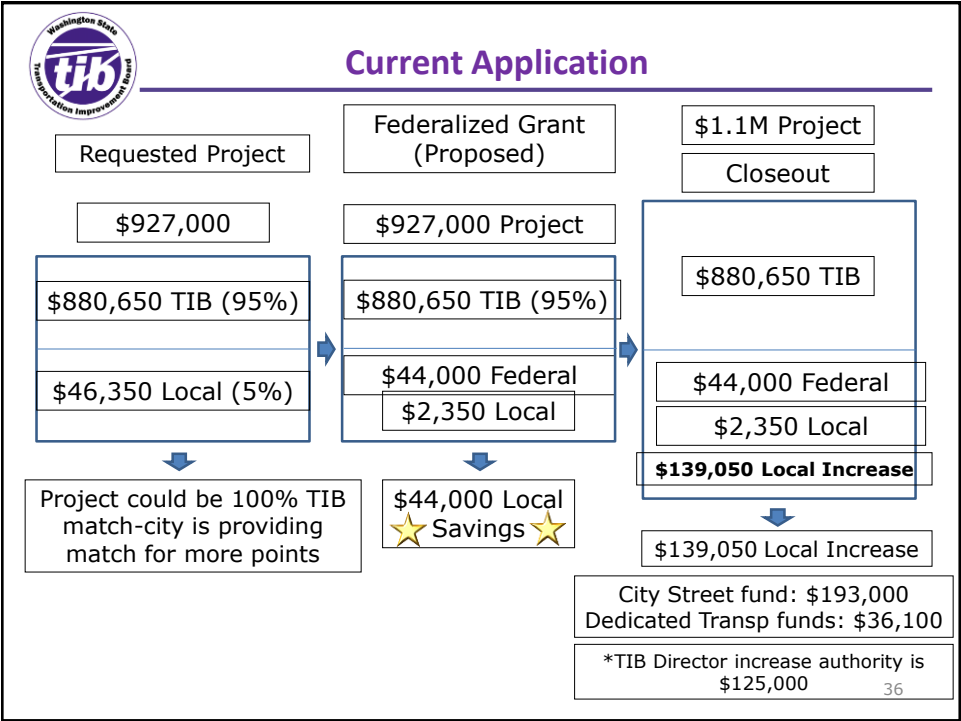 Washington State
tib
Transportation Improvement Board
Current Application
Requested Project
$927,000
$880,650 TIB (95%)
$46,350 Local (5%)
Project could be 100% TIB
match-city is providing
match for more points
Federalized Grant
(Proposed)
$927,000 Project
$880,650 TIB (95%)
$44,000 Federal
$2,350 Local
$44,000 Local
Savings
$1.1M Project
Closeout
$880,650 TIB
$44,000 Federal
$2,350 Local
$139,050 Local Increase
$139,050 Local Increase
City Street fund: $193,000
Dedicated Transp funds: $36,100
*TIB Director increase authority is
$125,000
36